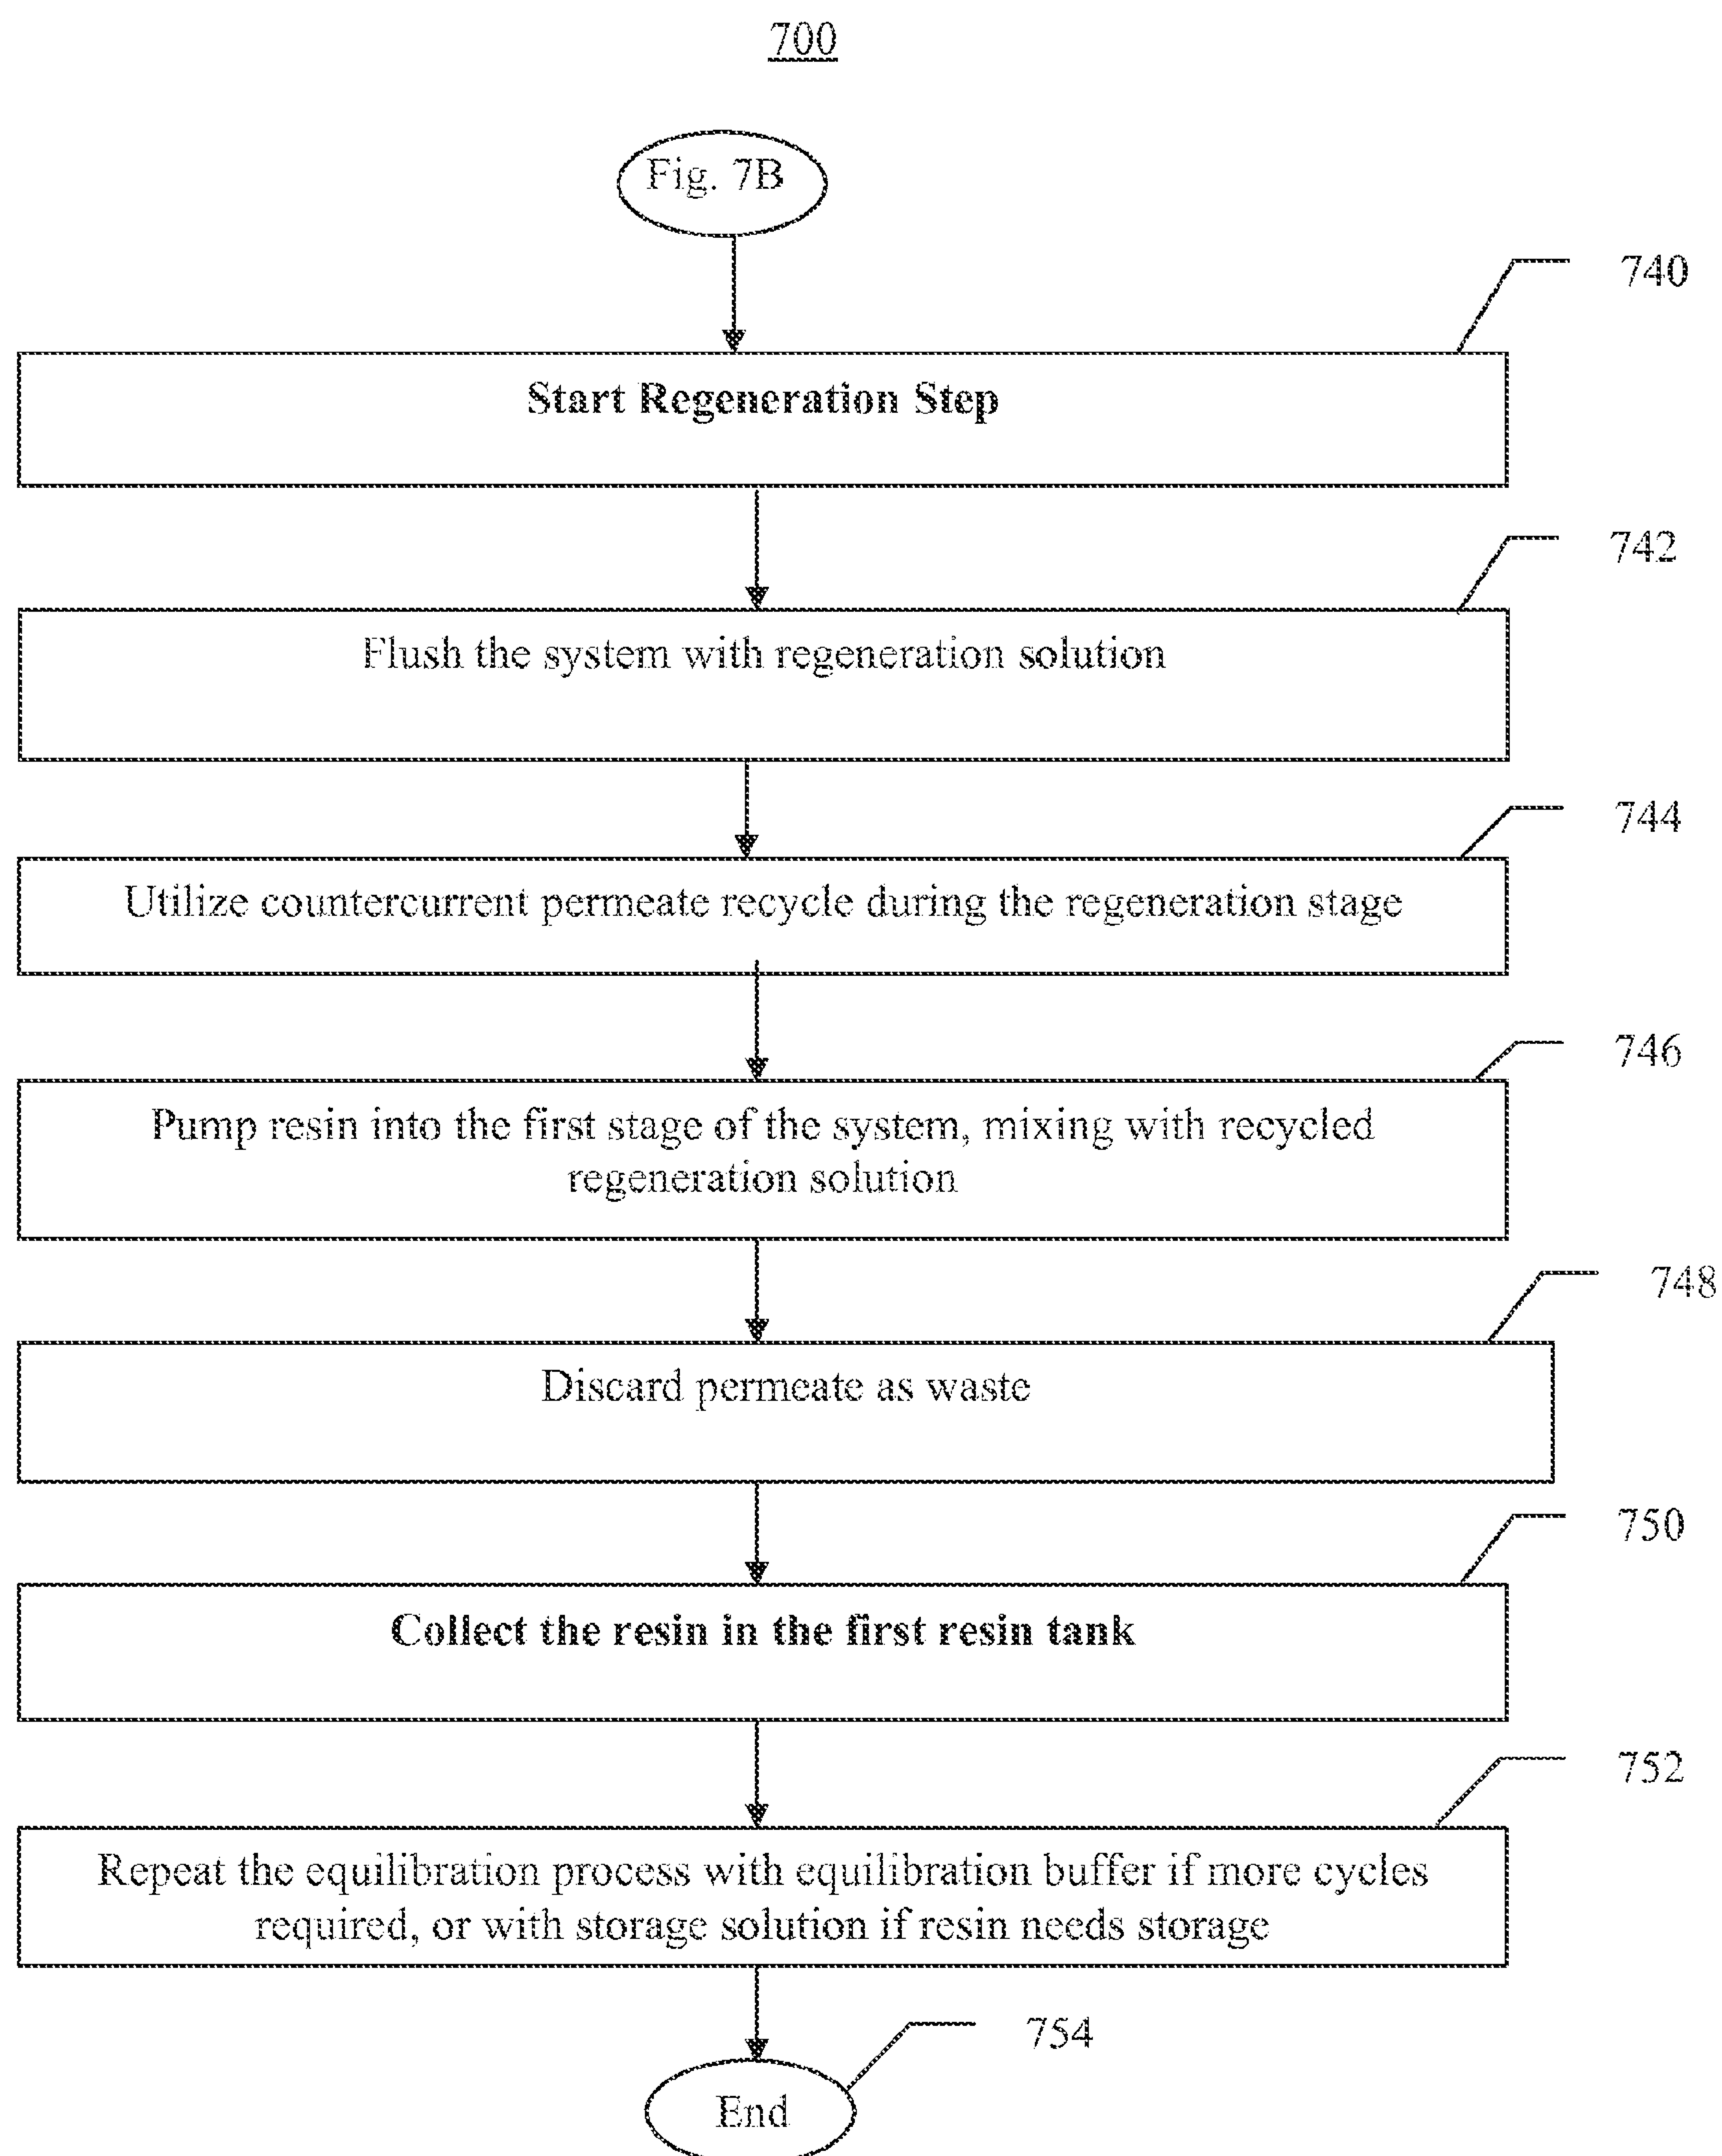 700
Fig. 7B
740
Start Regeneration Step
742
Flush the system with regeneration solution
744
Utilize countercurrent permeate recycle during the regeneration stage
746
Pump resin into the first stage of the system, mixing with recycled
regeneration solution
748
Discard permeate as waste
750
Collect the resin in the first resin tank
752
Repeat the equilibration process with equilibration buffer if more cycles
required, or with storage solution if resin needs storage
754
End